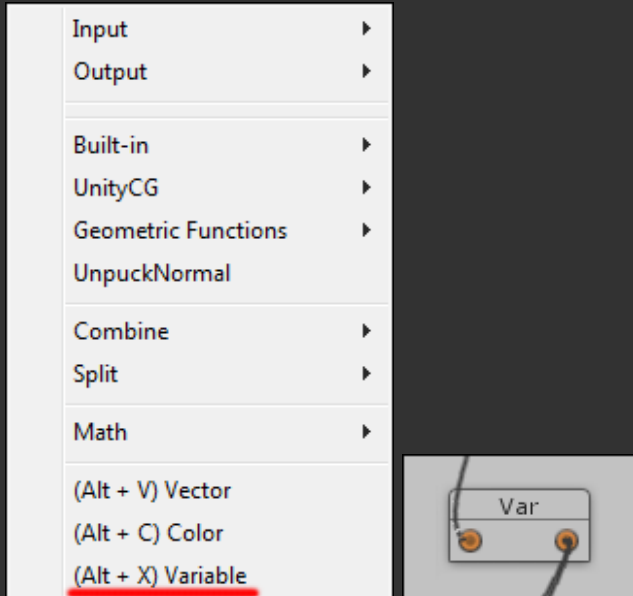 Input
Output
Built-in
UnityCG
Geometric Functions
UnpuckNormal
Combine
Split
Math
(Alt + V) Vector
(Alt + C) Color
(Alt + X) Variable
Var